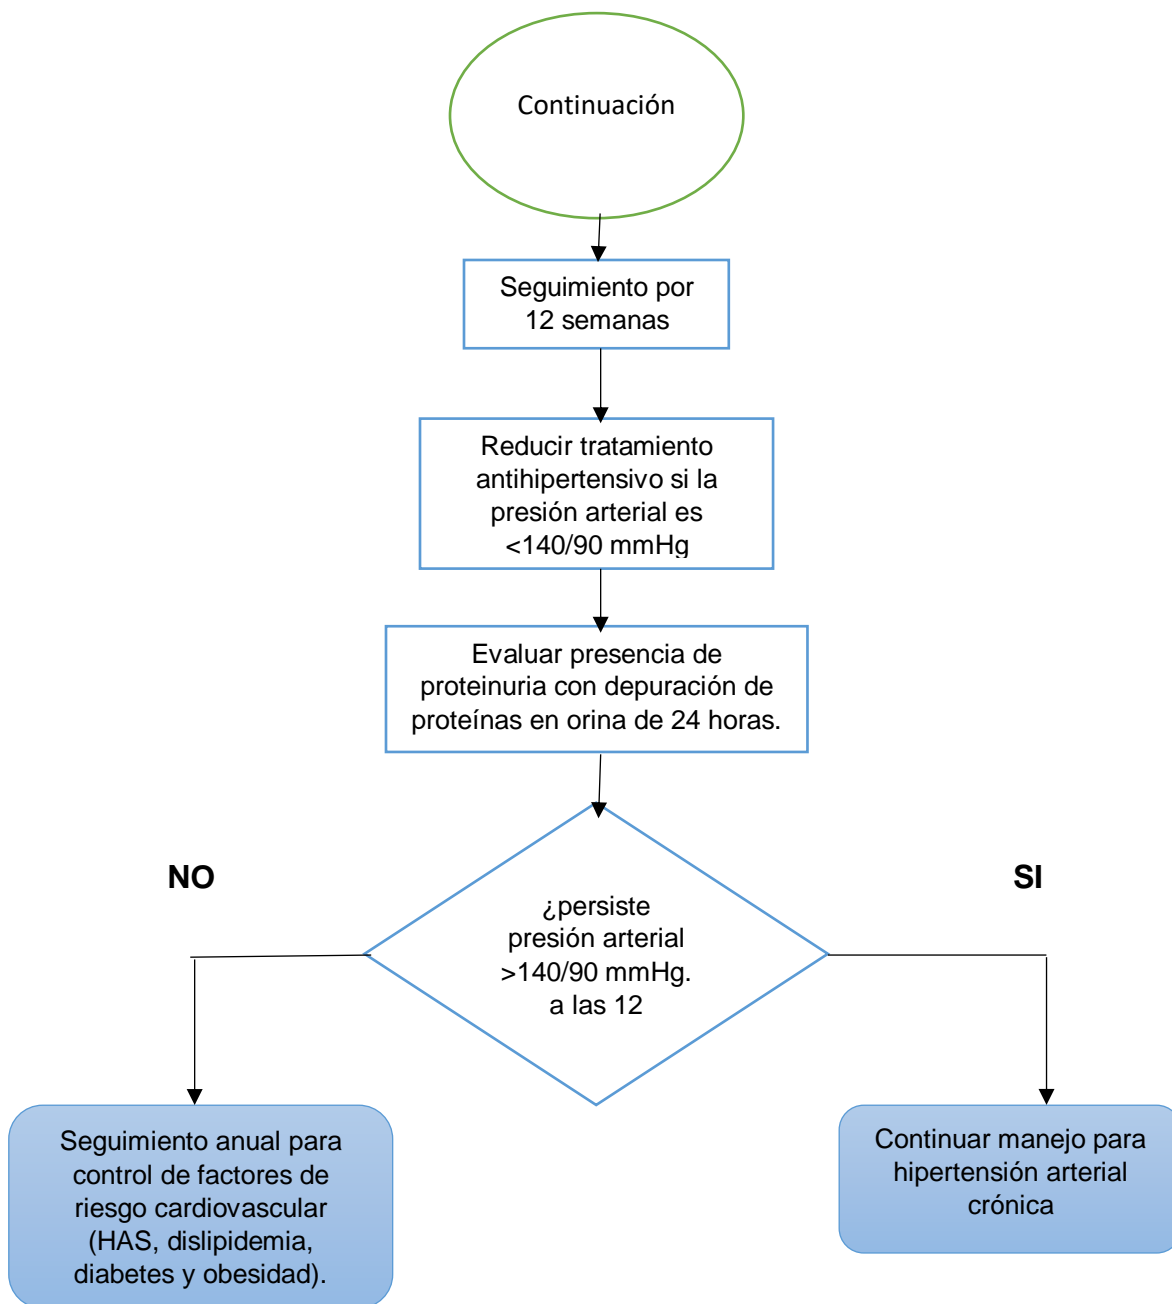 Continuación
Seguimiento por
12 semanas
Reducir tratamiento
antihipertensivo si la
presión arterial es
<140/90 mmHg
Evaluar presencia de
proteinuria con depuración de
proteínas en orina de 24 horas.
NO
SI
¿persiste
presión arterial
>140/90 mmHg.
a las 12
Seguimiento anual para
control de factores de
riesgo cardiovascular
(HAS, dislipidemia,
diabetes y obesidad).
Continuar manejo para
hipertensión arterial
crónica